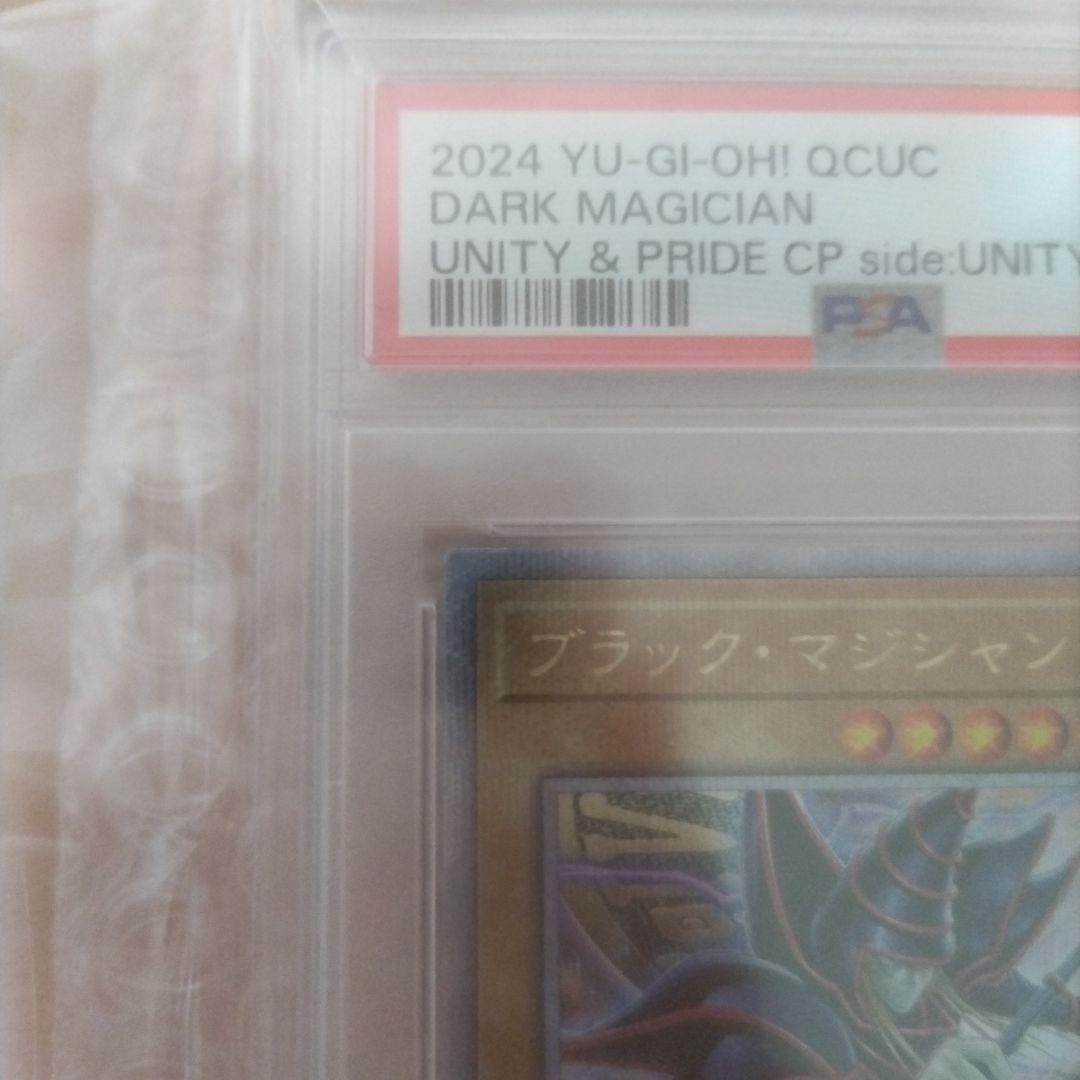 2024 YU-GI-OH! QCUC
DARK MAGICIAN
UNITY & PRIDE CP side:UNITY
PSA
ブラック・マジシャン